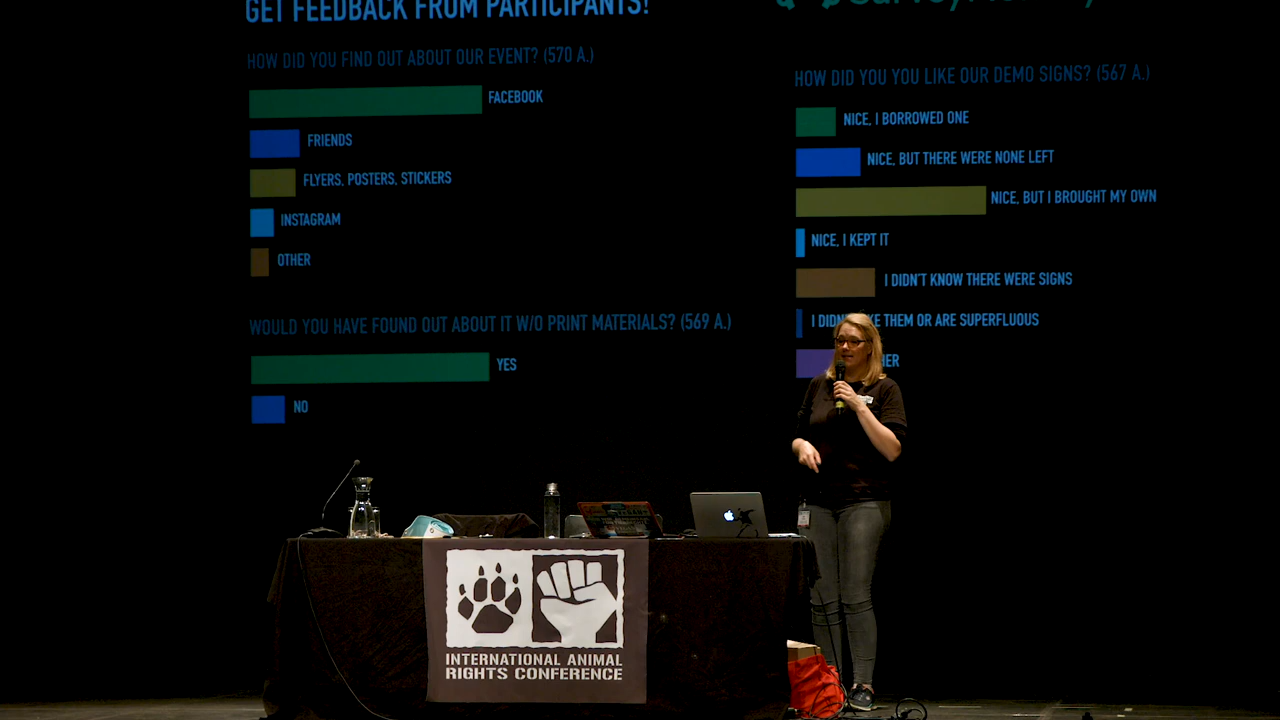 GET FEEDBACK FROM PARTICIPANTS!
HOW DID YOU FIND OUT ABOUT OUR EVENT? (570 A.)
FACEBOOK
FRIENDS
FLYERS, POSTERS, STICKERS
INSTAGRAM
OTHER
WOULD YOU HAVE FOUND OUT ABOUT IT W/O PRINT MATERIALS? (569 A.)
YES
NO
HOW DID YOU YOU LIKE OUR DEMO SIGNS? (567 A.)
NICE, I BORROWED ONE
NICE, BUT THERE WERE NONE LEFT
NICE, BUT I BROUGHT MY OWN
NICE, I KEPT IT
I DIDN'T KNOW THERE WERE SIGNS
THEM OR ARE SUPERFLUOUS
INTERNATIONAL ANIMAL
RIGHTS CONFERENCE